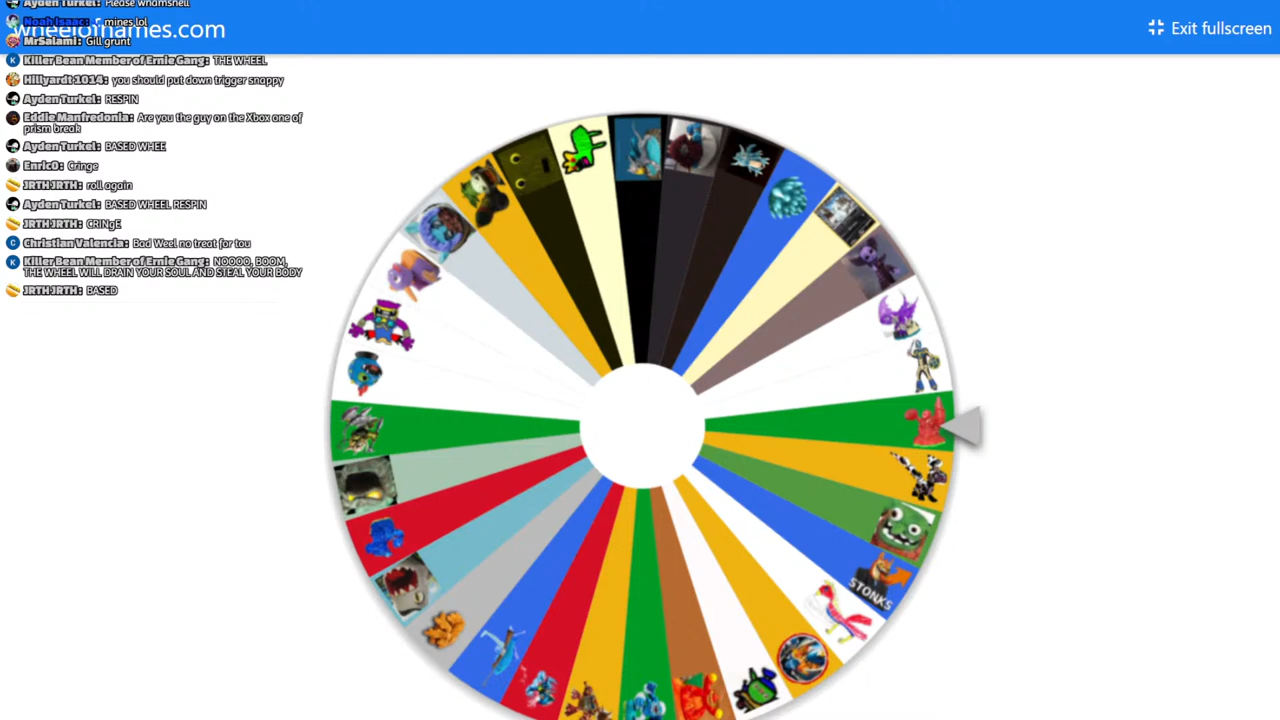 Ayden Turkel: Please whamshell
Noah Isaac: mines lol
wheelofnames.com
Exit fullscreen
MrSalami: Gill grunt
K Killer Bean Member of Ernie Gang: THE WHEEL
Hillyardt 1014: you should put down trigger snappy
Ayden Turkel: RESPIN
Eddie Manfredonia: Are you the guy on the Xbox one of
prism break
Ayden Turkel: BASED WHEE
EnricO: Cringe
JRTH JRTH: roll again
Ayden Turkel: BASED WHEEL RESPIN
JRTH JRTH: CRINgE
C Christian Valencia: Bad Weel no treat for tou
K Killer Bean Member of Ernie Gang: NOOOO, BOOM,
THE WHEEL WILL DRAIN YOUR SOUL AND STEAL YOUR BODY
JRTH JRTH: BASED
STONKS